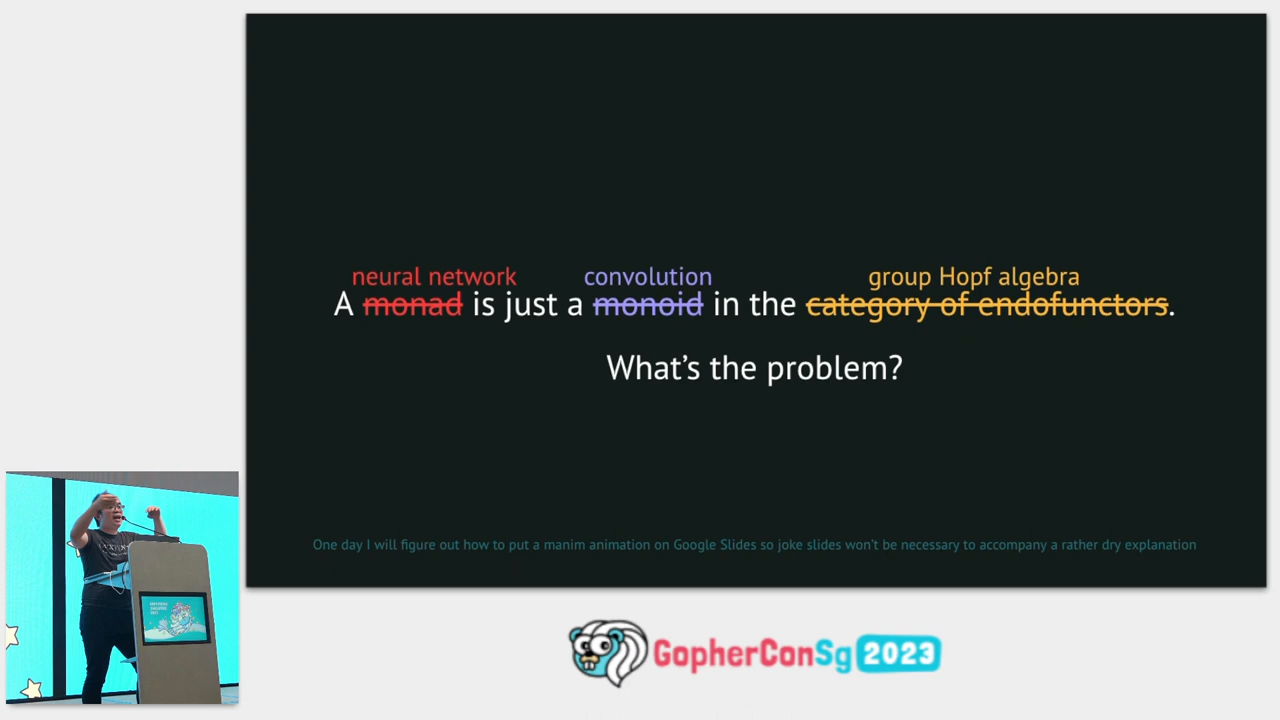 neural network convolution group Hopf algebra
A monad is just a monoid in the category of endofunctors.
What's the problem?
One day I will figure out how to put a manim animation on Google Slides so joke slides won't be necessary to accompany a rather dry explanation
GopherConSg 2023